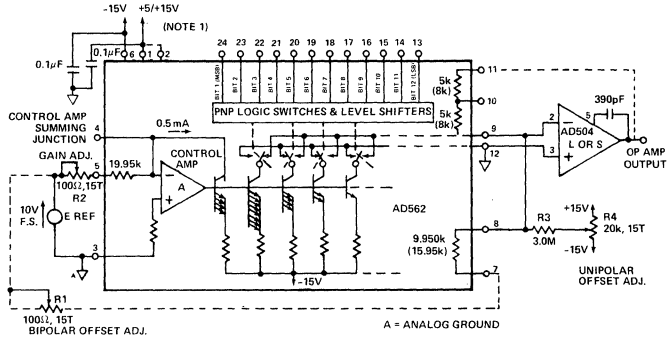 -15V
+5/+15V
(NOTE 1)
0.1µF
0.1µF
6 1 2
24 23 22 21 20 19 18 17 16 15 14 13
BIT 1 (MSB)
BIT 2
BIT 3
BIT 4
BIT 5
BIT 6
BIT 7
BIT 8
BIT 9
BIT 10
BIT 11
BIT 12 (LSB)
PNP LOGIC SWITCHES & LEVEL SHIFTERS
5k
(8k)
11
10
5k
(8k)
9
12
390pF
2
5
AD504
L OR S
3
OP AMP
OUTPUT
CONTROL AMP
SUMMING
JUNCTION
4
0.5 mA
GAIN ADJ.
5
19.95k
CONTROL
AMP
A
100Ω,15T
R2
10V
F.S.
E REF
3
A
AD562
9.950k
(15.95k)
8
7
R3
3.0M
+15V
R4
20k, 15T
-15V
UNIPOLAR
OFFSET ADJ.
-15V
R1
100Ω, 15T
BIPOLAR OFFSET ADJ.
A = ANALOG GROUND